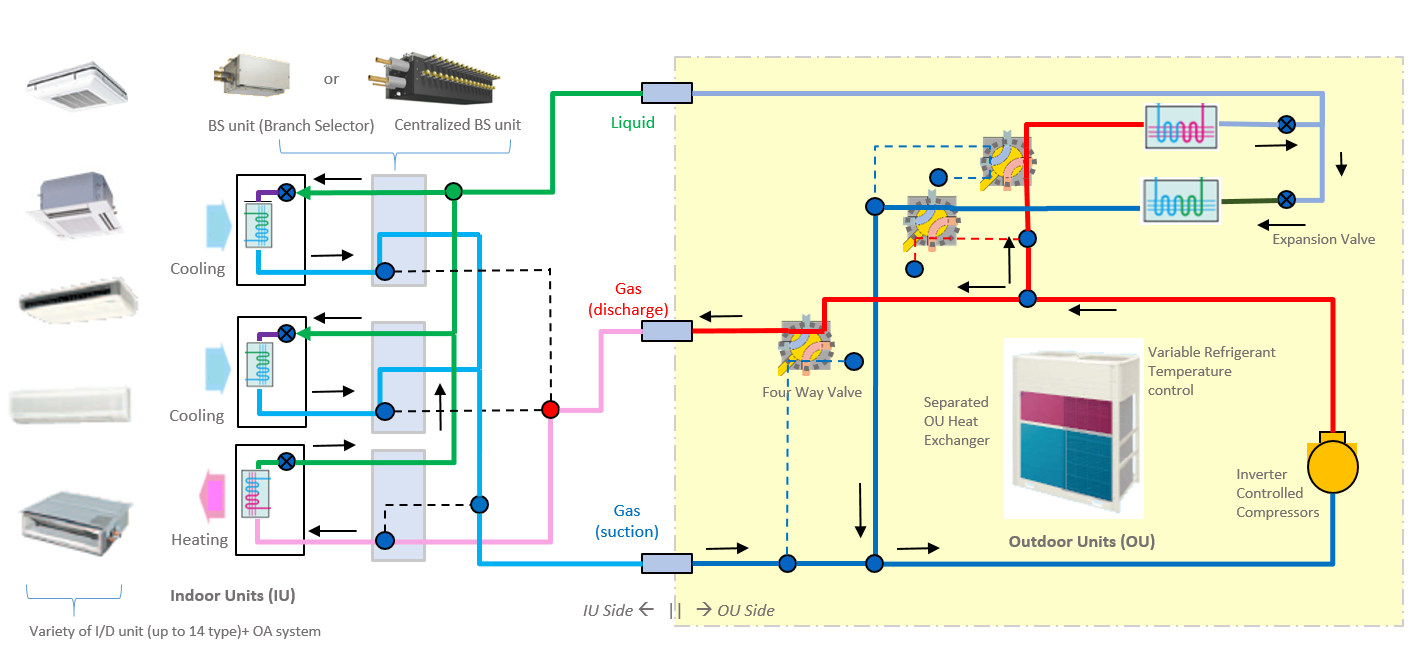 or
BS unit (Branch Selector)
Centralized BS unit
Liquid
Cooling
Expansion Valve
Gas
(discharge)
Four Way Valve
Variable Refrigerant
Temperature
control
Separated
OU Heat
Exchanger
Cooling
Inverter
Controlled
Compressors
Heating
Gas
(suction)
Outdoor Units (OU)
Indoor Units (IU)
IU Side ← || → OU Side
Variety of I/D unit (up to 14 type)+ OA system